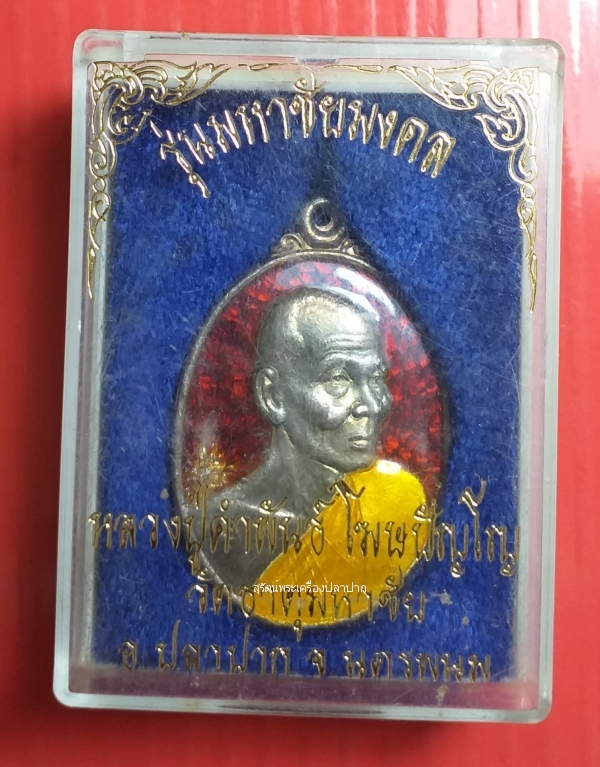 รุ่นมหาชัยมงคล
หลวงปู่คำพันธ์ โฆษปัญโญ
สุรัตน์พระเครื่องปลาปาก
วัดธาตุมหาชัย
อ.ปลาปาก จ.นครพนม